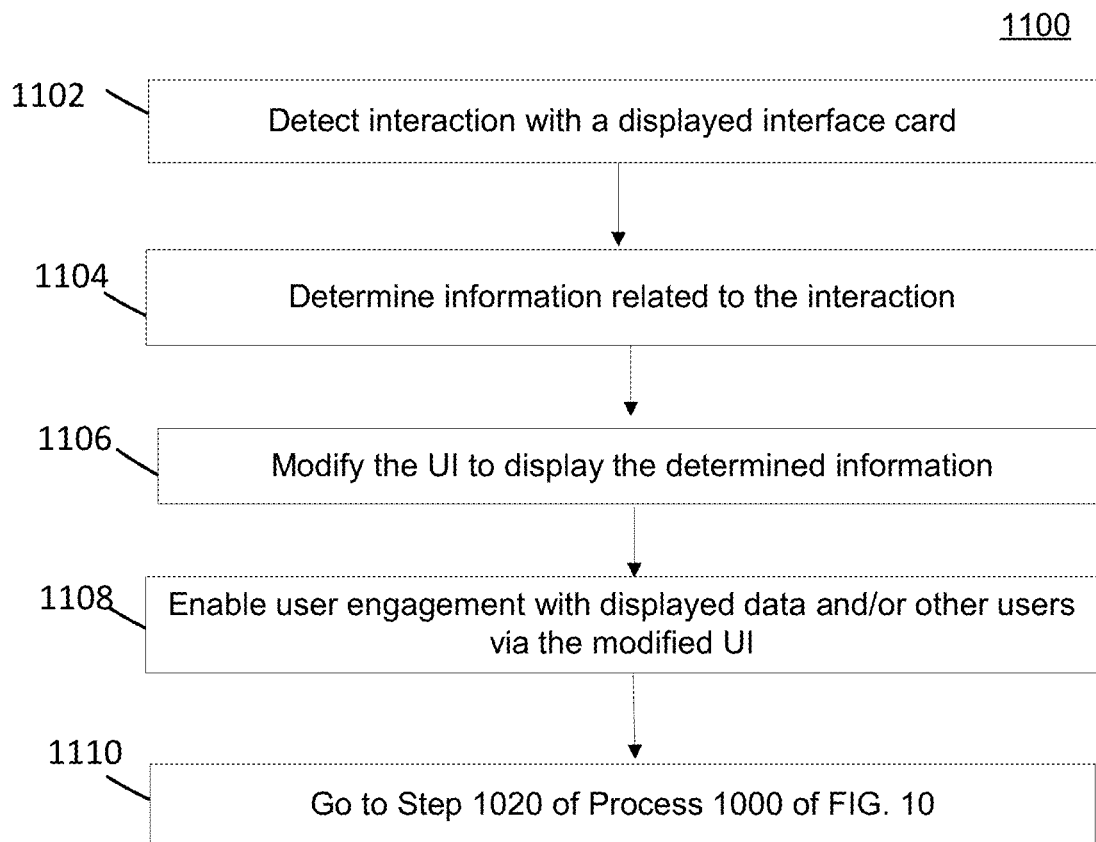 1100
1102
Detect interaction with a displayed interface card
1104
Determine information related to the interaction
1106
Modify the UI to display the determined information
1108
Enable user engagement with displayed data and/or other users
via the modified UI
1110
Go to Step 1020 of Process 1000 of FIG. 10